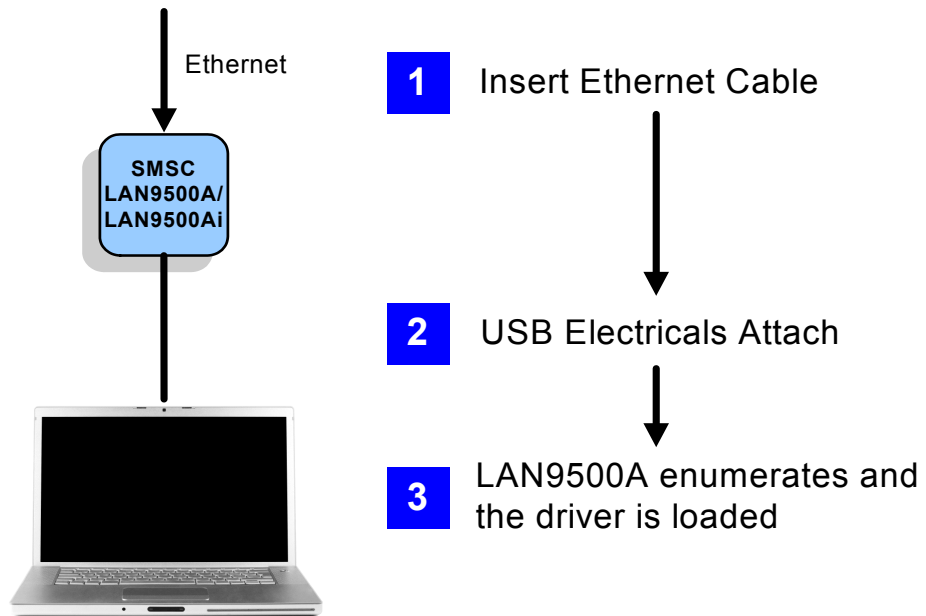 Ethernet
SMSC
LAN9500A/
LAN9500Ai
1
Insert Ethernet Cable
2
USB Electricals Attach
3
LAN9500A enumerates and
the driver is loaded